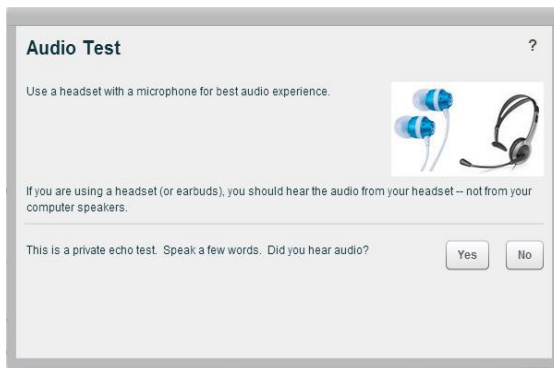 Audio Test
?
Use a headset with a microphone for best audio experience.
If you are using a headset (or earbuds), you should hear the audio from your headset -- not from your
computer speakers.
This is a private echo test. Speak a few words. Did you hear audio?
Yes
No